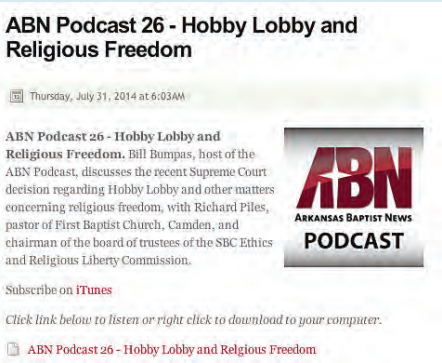 ABN Podcast 26 - Hobby Lobby and
Religious Freedom
Thursday, July 31, 2014 at 6:03AM
ABN Podcast 26 - Hobby Lobby and
Religious Freedom. Bill Bumpas, host of the
ABN Podcast, discusses the recent Supreme Court
decision regarding Hobby Lobby and other matters
concerning religious freedom, with Richard Piles,
pastor of First Baptist Church, Camden, and
chairman of the board of trustees of the SBC Ethics
and Religious Liberty Commission.
ABN
ARKANSAS BAPTIST NEWS
PODCAST
Subscribe on iTunes
Click link below to listen or right click to download to your computer.
ABN Podcast 26 - Hobby Lobby and Relgious Freedom